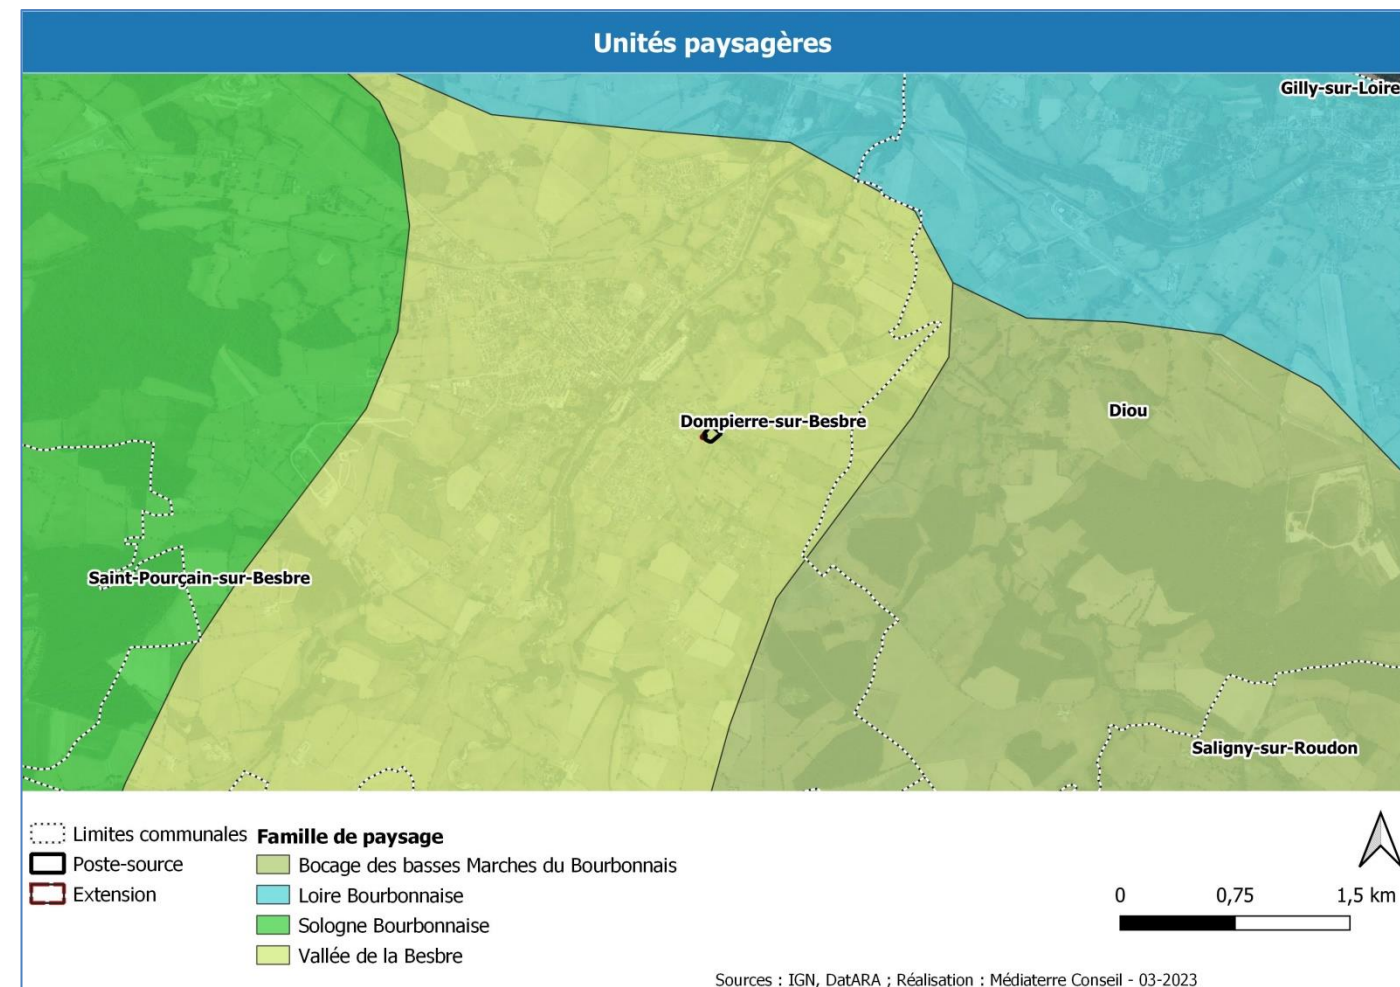 Unités paysagères
Gilly-sur-Loire
Dompierre-sur-Besbre
Diou
Saint-Pourçain-sur-Besbre
Saligny-sur-Roudon
Limites communales
Poste-source
Extension
Famille de paysage
Bocage des basses Marches du Bourbonnais
Loire Bourbonnaise
Sologne Bourbonnaise
Vallée de la Besbre
0 0,75 1,5 km
Sources : IGN, DatARA ; Réalisation : Médiaterre Conseil - 03-2023